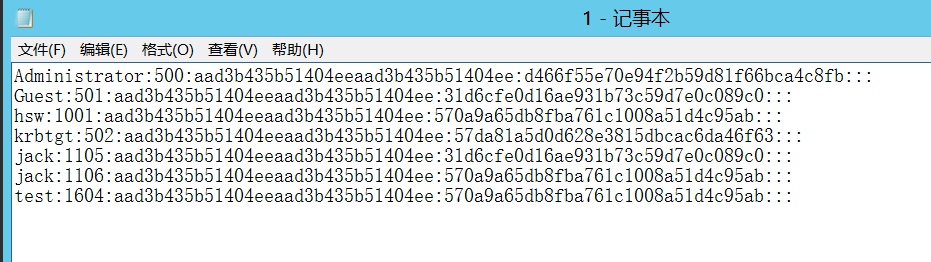 1 - 记事本
文件(F) 编辑(E) 格式(O) 查看(V) 帮助(H)
Administrator:500:aad3b435b51404eeaad3b435b51404ee:d466f55e70e94f2b59d81f66bca4c8fb:::
Guest:501:aad3b435b51404eeaad3b435b51404ee:31d6cfe0d16ae931b73c59d7e0c089c0:::
hsw:1001:aad3b435b51404eeaad3b435b51404ee:570a9a65db8fba761c1008a51d4c95ab:::
krbtgt:502:aad3b435b51404eeaad3b435b51404ee:57da81a5d0d628e3815dbcac6da46f63:::
jack:1105:aad3b435b51404eeaad3b435b51404ee:31d6cfe0d16ae931b73c59d7e0c089c0:::
jack:1106:aad3b435b51404eeaad3b435b51404ee:570a9a65db8fba761c1008a51d4c95ab:::
test:1604:aad3b435b51404eeaad3b435b51404ee:570a9a65db8fba761c1008a51d4c95ab:::